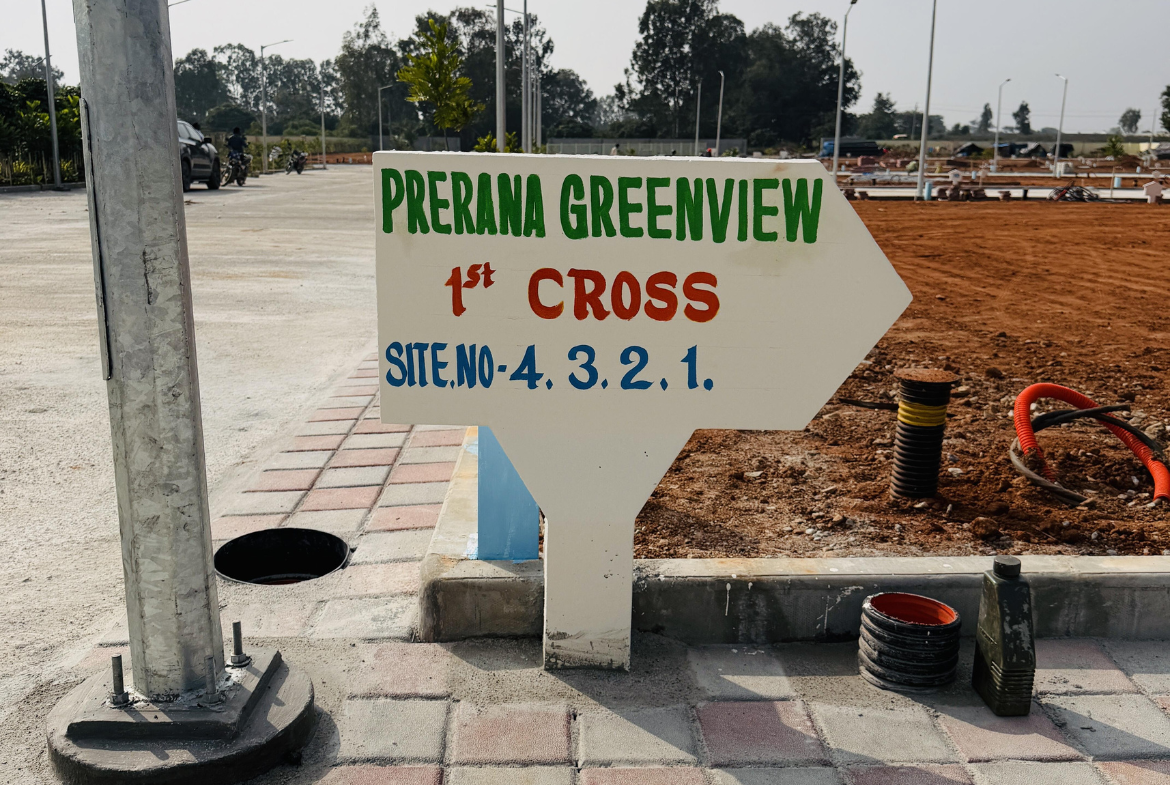 PRERANA GREENVIEW
1st CROSS
SITE.NO-4. 3. 2. 1.